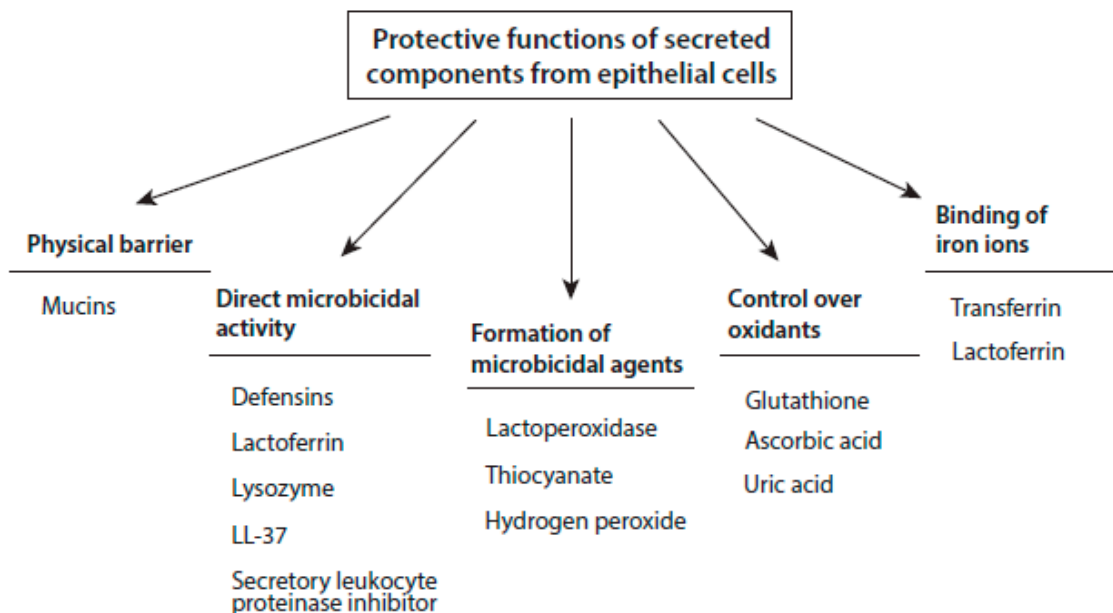 Protective functions of secreted
components from epithelial cells
Physical barrier
Mucins
Direct microbicidal
activity
Defensins
Lactoferrin
Lysozyme
LL-37
Secretory leukocyte
proteinase inhibitor
Formation of
microbicidal agents
Lactoperoxidase
Thiocyanate
Hydrogen peroxide
Control over
oxidants
Glutathione
Ascorbic acid
Uric acid
Binding of
iron ions
Transferrin
Lactoferrin